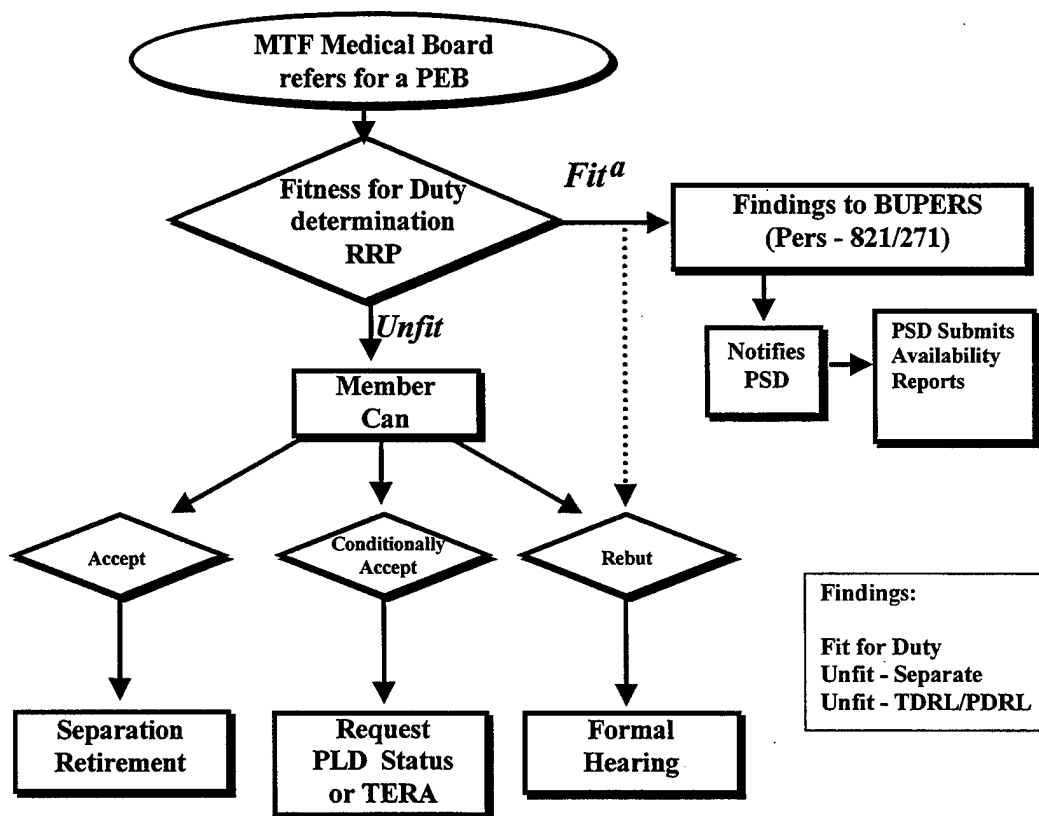 MTF Medical Board
refers for a PEB
Fitness for Duty
determination
RRP
Fitª
Findings to BUPERS
(Pers - 821/271)
Unfit
Notifies
PSD
PSD Submits
Availability
Reports
Member
Can
Accept
Conditionally
Accept
Rebut
Findings:
Fit for Duty
Unfit - Separate
Unfit - TDRL/PDRL
Separation
Retirement
Request
PLD Status
or TERA
Formal
Hearing